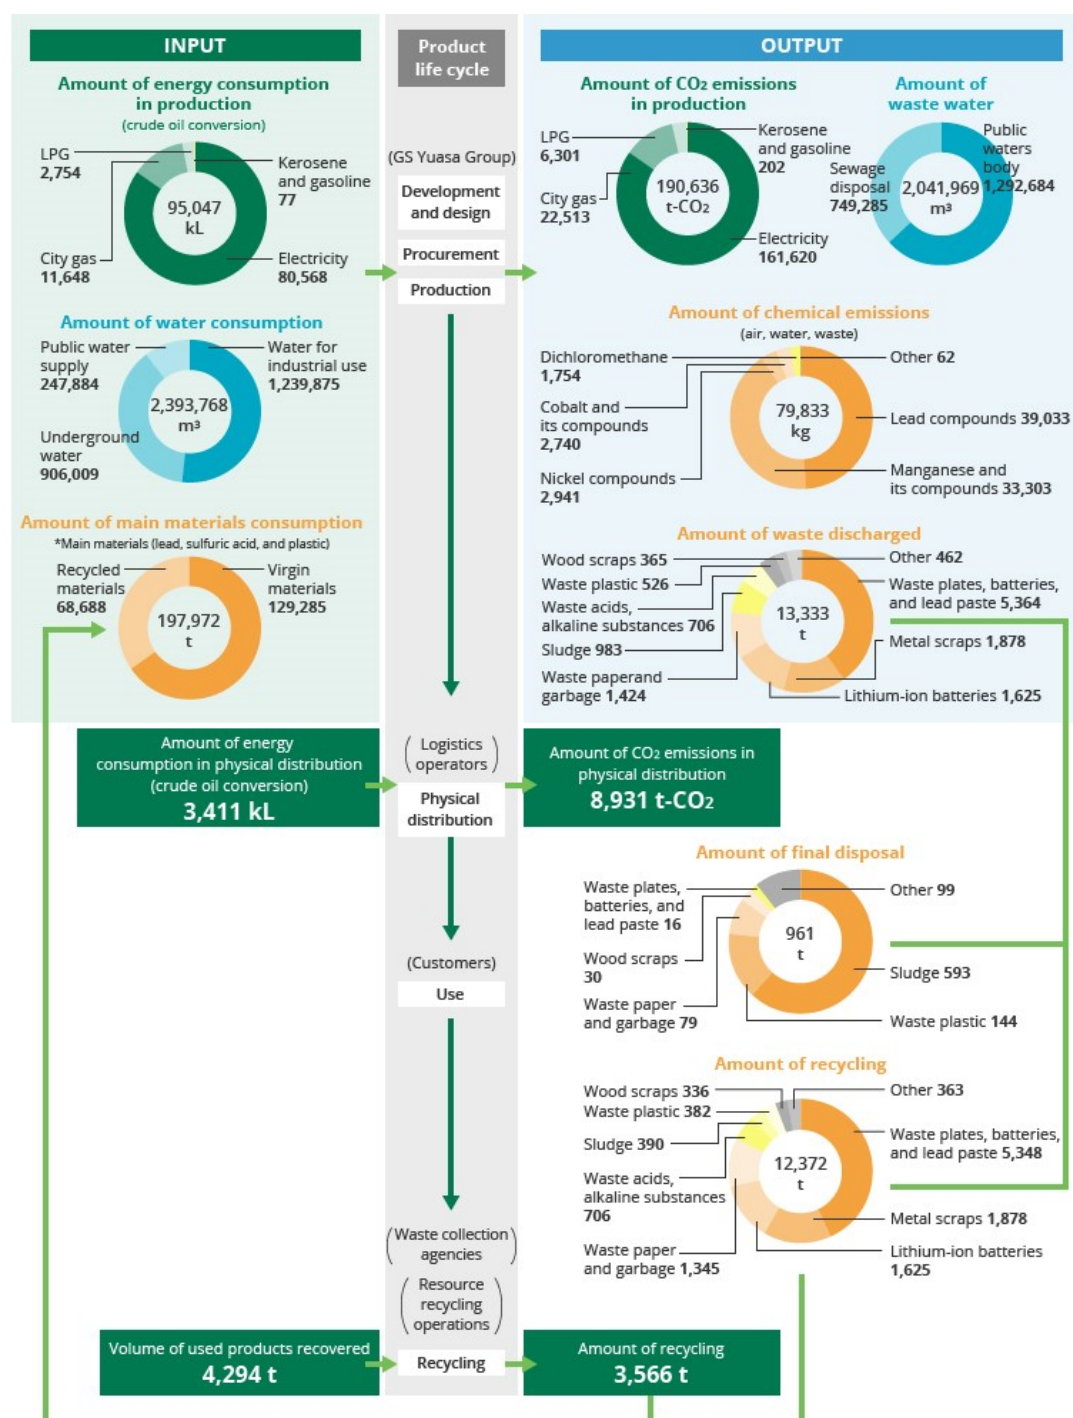 INPUT
Product
life cycle
OUTPUT
Amount of energy consumption
in production
(crude oil conversion)
LPG
2,754
Kerosene
and gasoline
77
95,047
kL
City gas
11,648
Electricity
80,568
Amount of water consumption
Public water
supply
247,884
Water for
industrial use
1,239,875
2,393,768
m³
Underground
water
906,009
Amount of main materials consumption
*Main materials (lead, sulfuric acid, and plastic)
Recycled
materials
68,688
Virgin
materials
129,285
197,972
t
(GS Yuasa Group)
Development
and design
Procurement
Production
Amount of CO₂ emissions
in production
LPG
6,301
Kerosene
and gasoline
202
190,636
t-CO₂
City gas
22,513
Electricity
161,620
Amount of
waste water
Public
waters
body
1,292,684
Sewage
disposal
749,285
2,041,969
m³
Amount of chemical emissions
(air, water, waste)
Dichloromethane
1,754
Other 62
Cobalt and
its compounds
2,740
79,833
kg
Lead compounds 39,033
Nickel compounds
2,941
Manganese and
its compounds 33,303
Amount of waste discharged
Wood scraps 365
Other 462
Waste plastic 526
Waste plates, batteries,
and lead paste 5,364
Waste acids,
alkaline substances 706
13,333
t
Sludge 983
Metal scraps 1,878
Waste paperand
garbage 1,424
Lithium-ion batteries 1,625
Amount of energy
consumption in physical distribution
(crude oil conversion)
3,411 kL
(Logistics
operators)
Physical
distribution
Amount of CO₂ emissions in
physical distribution
8,931 t-CO₂
Amount of final disposal
Waste plates,
batteries, and
lead paste 16
Other 99
961
t
Wood scraps
30
Sludge 593
Waste paper
and garbage 79
Waste plastic 144
(Customers)
Use
Amount of recycling
Wood scraps 336
Other 363
Waste plastic 382
Sludge 390
Waste plates, batteries,
and lead paste 5,348
12,372
t
Waste acids,
alkaline substances
706
Metal scraps 1,878
Waste paper
and garbage 1,345
Lithium-ion batteries
1,625
(Waste collection
agencies)
(Resource
recycling
operations)
Volume of used products recovered
4,294 t
Recycling
Amount of recycling
3,566 t